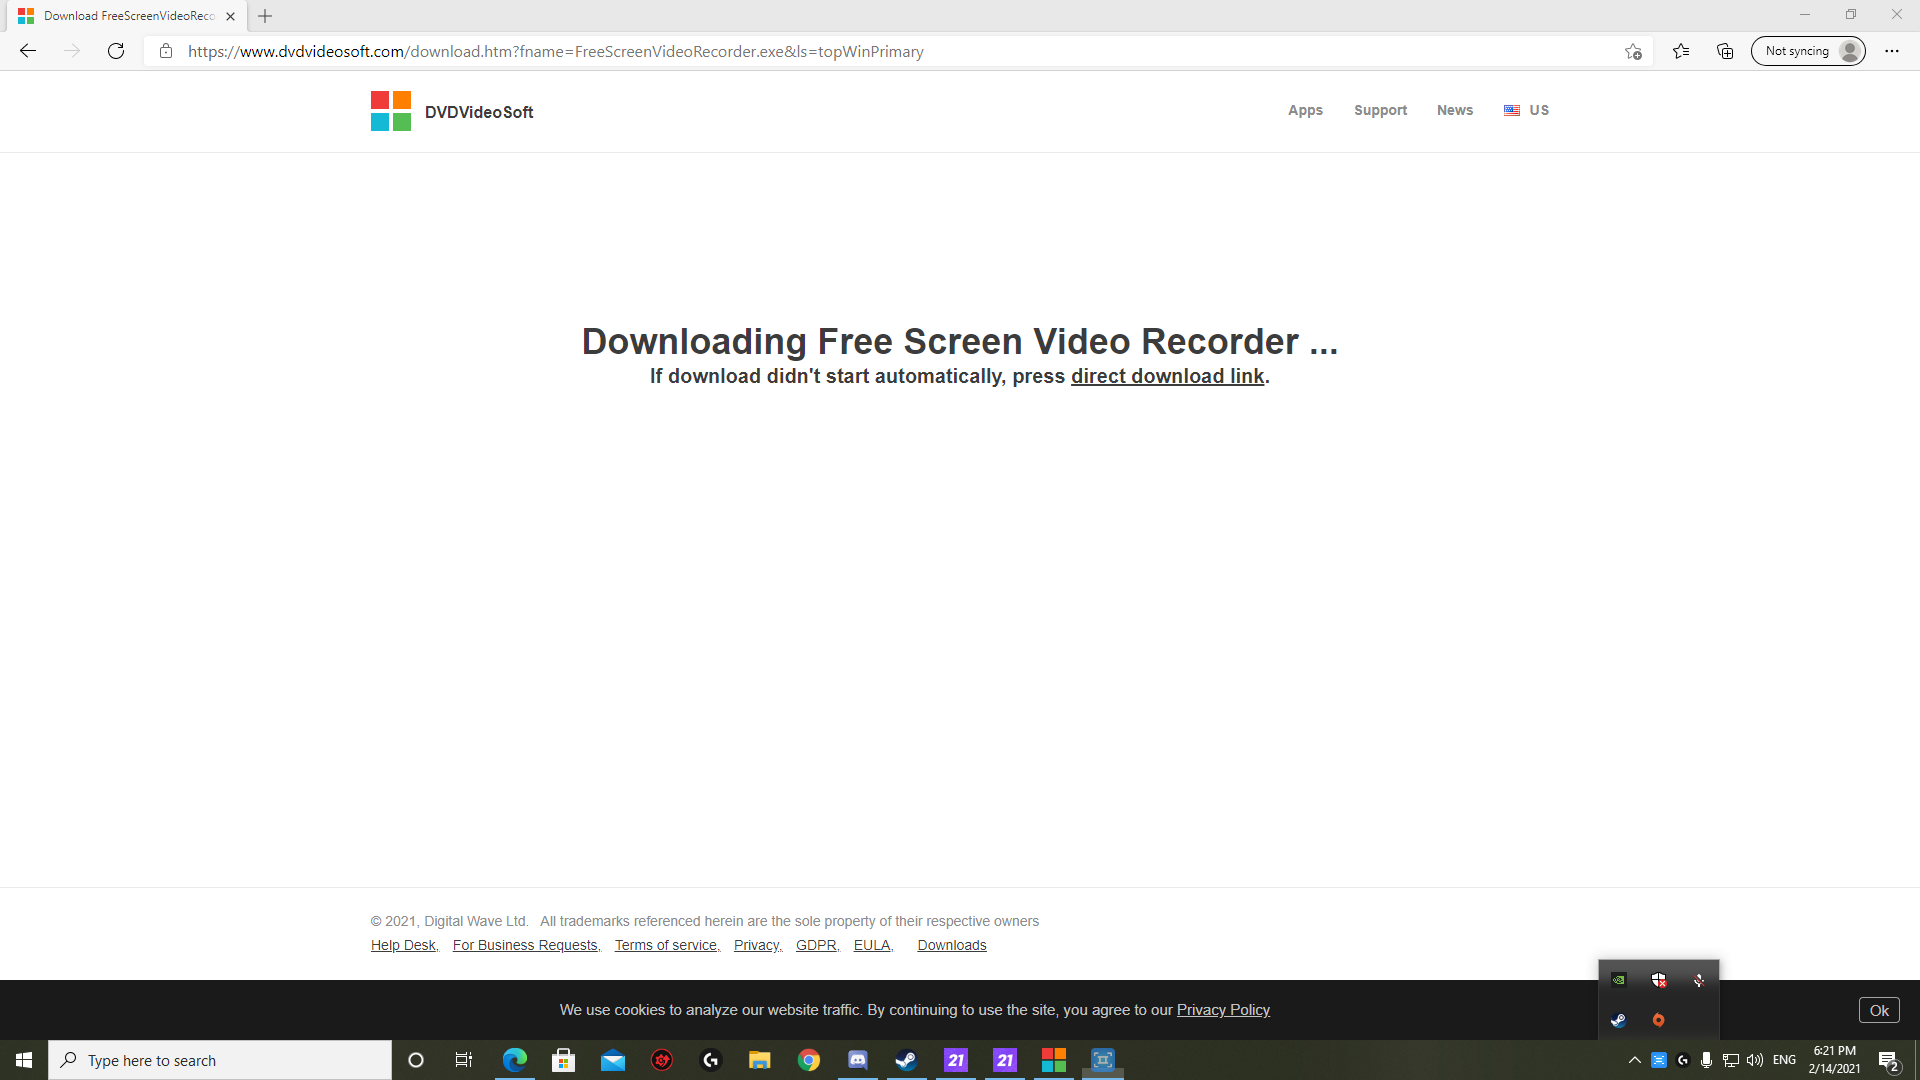 Download FreeScreenVideoReco
https://www.dvdvideosoft.com/download.htm?fname=FreeScreenVideoRecorder.exe&ls=topWinPrimary
Not syncing
DVDVideoSoft
Apps Support News US
Downloading Free Screen Video Recorder ...
If download didn't start automatically, press direct download link.
© 2021, Digital Wave Ltd. All trademarks referenced herein are the sole property of their respective owners
Help Desk, For Business Requests, Terms of service, Privacy, GDPR, EULA, Downloads
We use cookies to analyze our website traffic. By continuing to use the site, you agree to our Privacy Policy
Ok
Type here to search
21
21
ENG
6:21 PM
2/14/2021
2